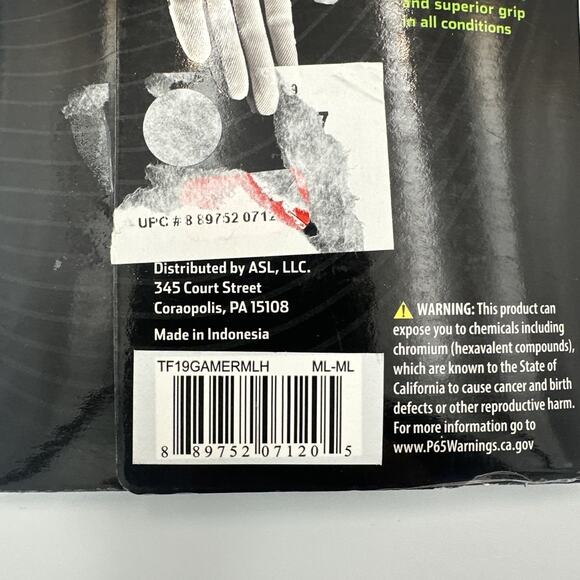 and superior grip
in all conditions
9
7
UPC # 8 89752 0712
Distributed by ASL, LLC.
345 Court Street
Coraopolis, PA 15108
Made in Indonesia
TF19GAMERMLH ML-ML
8 89752 07120 5
WARNING: This product can
expose you to chemicals including
chromium (hexavalent compounds),
which are known to the State of
California to cause cancer and birth
defects or other reproductive harm.
For more information go to
www.P65Warnings.ca.gov